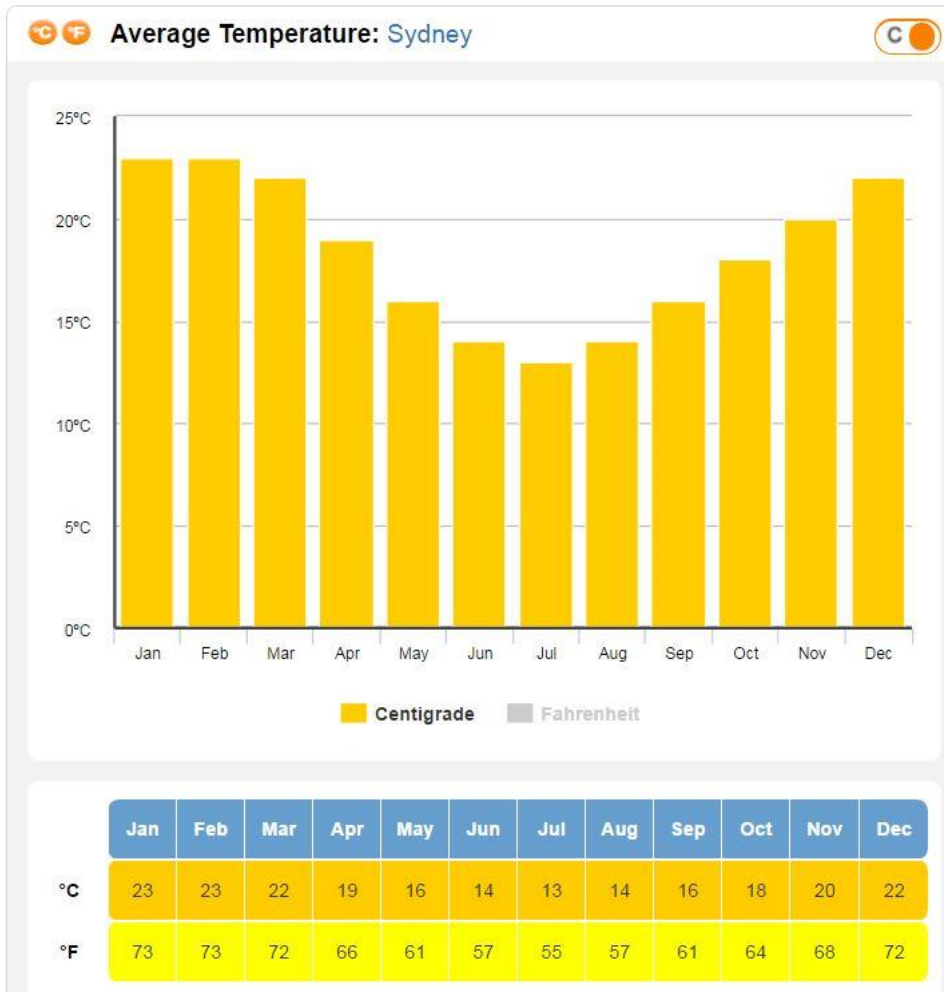 °C °F Average Temperature: Sydney C
25°C
20°C
15°C
10°C
5°C
0°C
Jan Feb Mar Apr May Jun Jul Aug Sep Oct Nov Dec
Centigrade Fahrenheit
Jan Feb Mar Apr May Jun Jul Aug Sep Oct Nov Dec
°C 23 23 22 19 16 14 13 14 16 18 20 22
°F 73 73 72 66 61 57 55 57 61 64 68 72